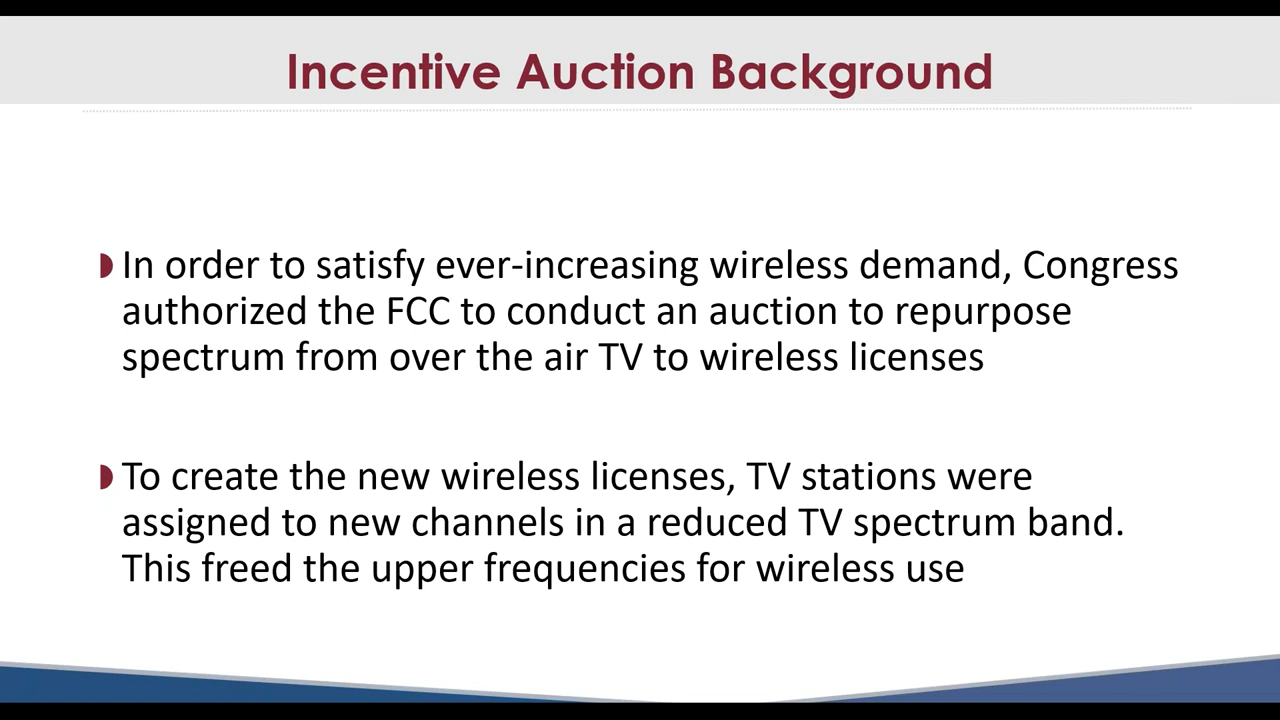 Incentive Auction Background
In order to satisfy ever-increasing wireless demand, Congress
authorized the FCC to conduct an auction to repurpose
spectrum from over the air TV to wireless licenses
To create the new wireless licenses, TV stations were
assigned to new channels in a reduced TV spectrum band.
This freed the upper frequencies for wireless use